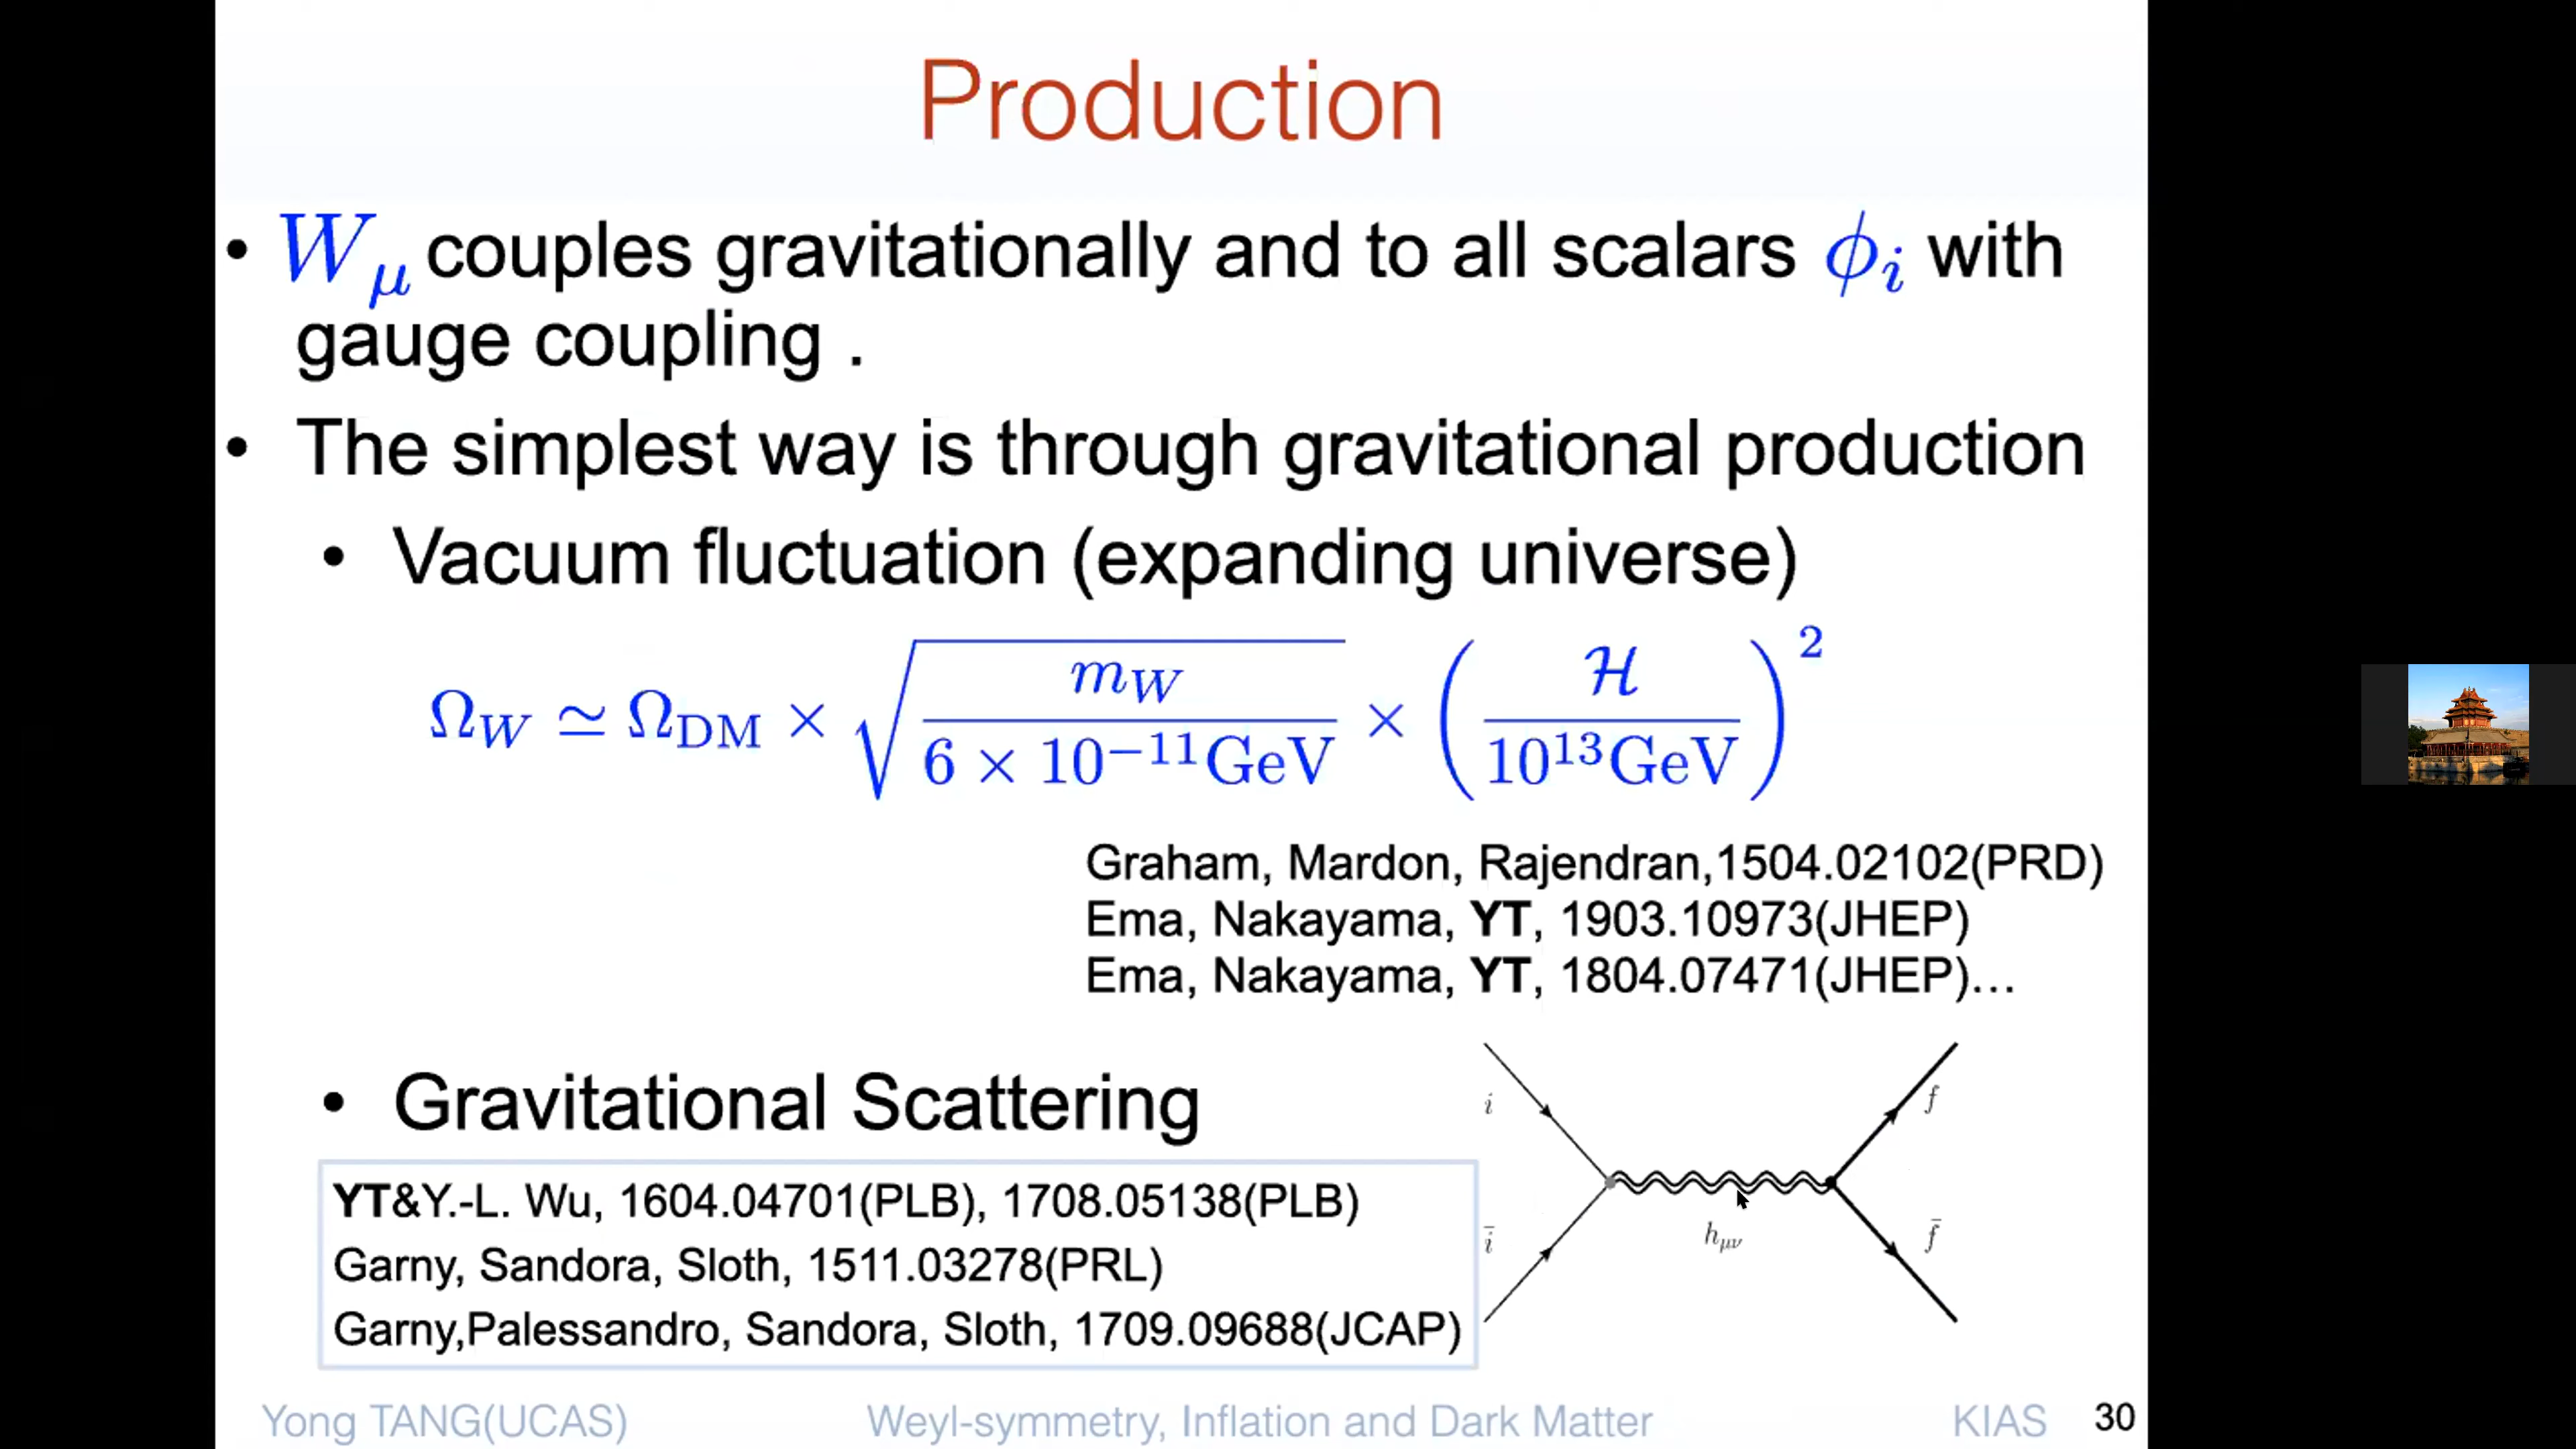 Production
• W_μ couples gravitationally and to all scalars ϕ_i with
gauge coupling .
• The simplest way is through gravitational production
• Vacuum fluctuation (expanding universe)
Ω_W ≃ Ω_DM × √(m_W / 6 × 10^−11 GeV) × (ℋ / 10^13 GeV)^2
Graham, Mardon, Rajendran,1504.02102(PRD)
Ema, Nakayama, YT, 1903.10973(JHEP)
Ema, Nakayama, YT, 1804.07471(JHEP)...
• Gravitational Scattering
YT&Y.-L. Wu, 1604.04701(PLB), 1708.05138(PLB)
Garny, Sandora, Sloth, 1511.03278(PRL)
Garny,Palessandro, Sandora, Sloth, 1709.09688(JCAP)
i
f
ī
h_μν
f̄
Yong TANG(UCAS)
Weyl-symmetry, Inflation and Dark Matter
KIAS 30